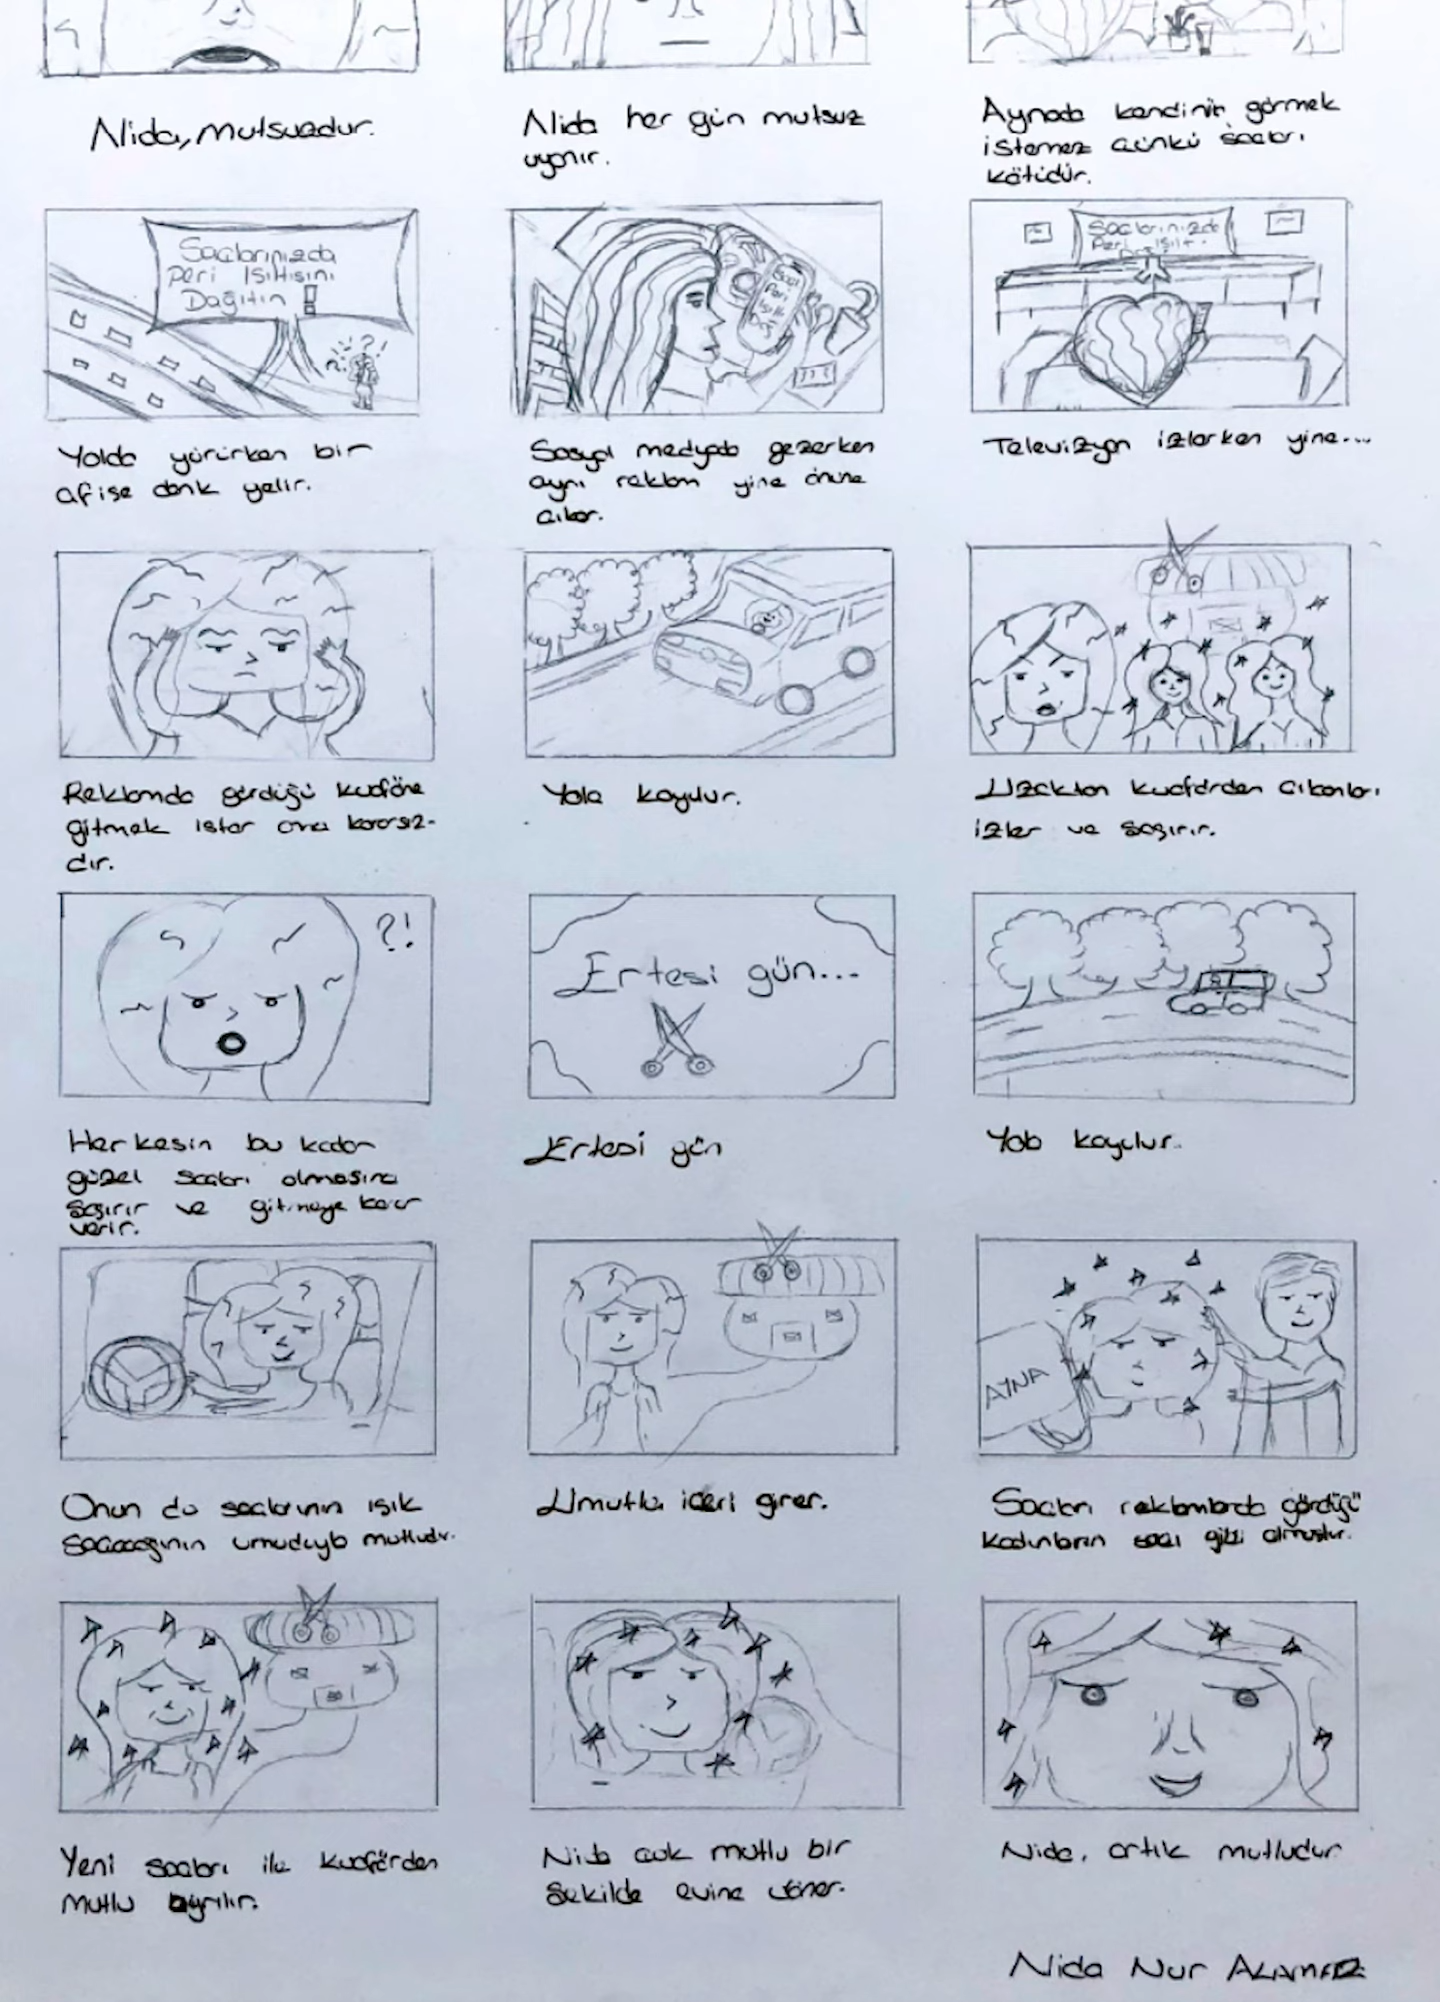 Nida, mutsuzdur.
Nida her gün mutsuz
uyanır.
Aynada kendini görmek
istemez çünkü saçları
kötüdür.
Saçlarınızda
Peri Işıltısını
Dağıtın!
Saçlarınızda
Peri Işıltı
Peri
Yolda yürürken bir
afişe denk gelir.
Sosyal medyada gezerken
aynı reklam yine önüne
çıkar.
Televizyon izlerken yine...
Reklamda gördüğü kuaföre
gitmek ister ama kararsız-
dır.
Yola koyulur.
Uzaktan kuaförden çıkanları
izler ve şaşırır.
?!
Ertesi gün...
Herkesin bu kadar
güzel saçları olmasına
şaşırır ve gitmeye karar
verir.
Ertesi gün
Yola koyulur.
AYNA
Onun da saçlarının ışık
saçacağının umuduyla mutludur.
Umutla içeri girer.
Saçları reklamlarda gördüğü
kadınların saçı gibi olmuştur.
Yeni saçları ile kuaförden
mutlu ayrılır.
Nida çok mutlu bir
şekilde evine döner.
Nida, artık mutludur
Nida Nur